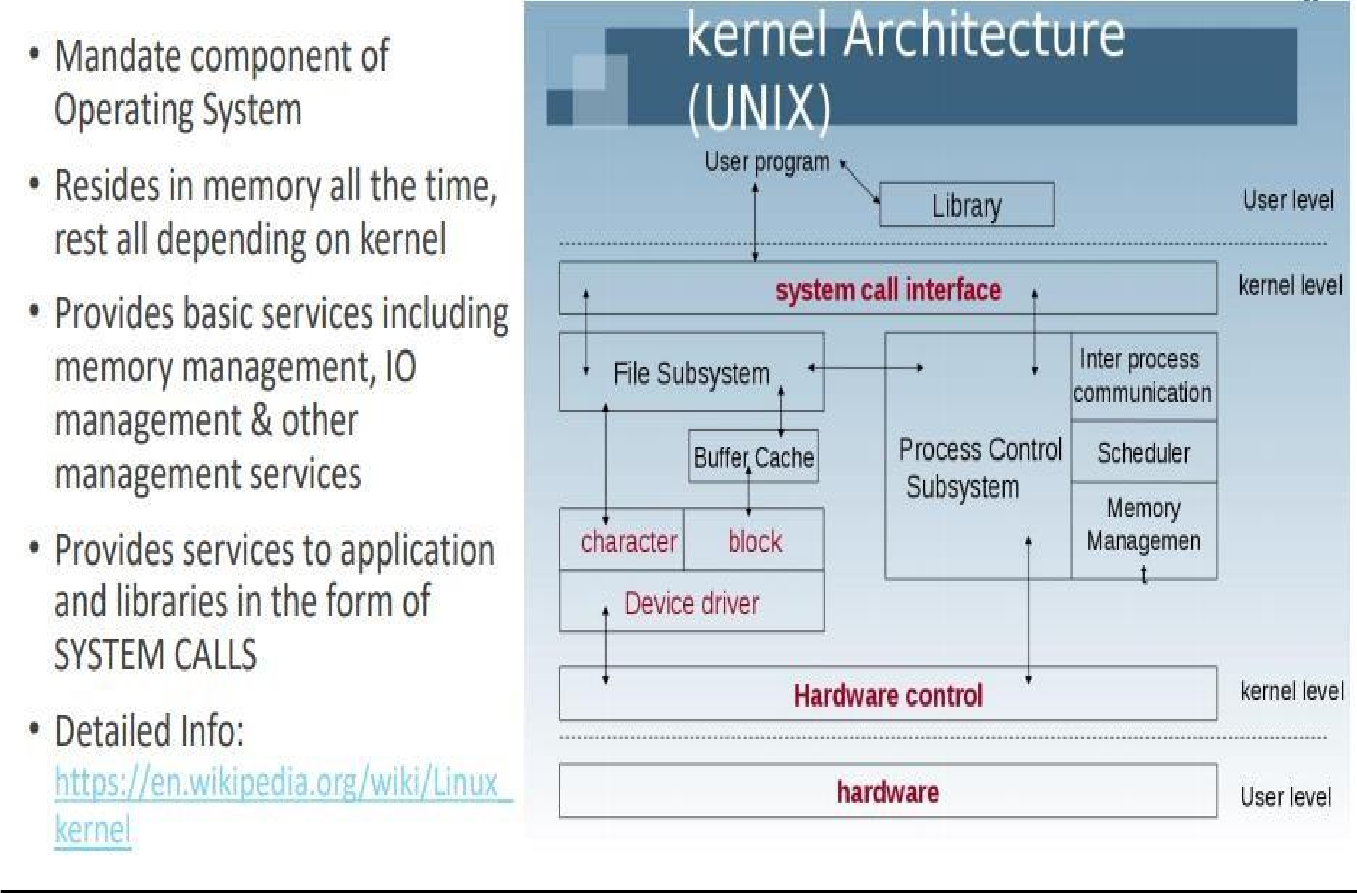 • Mandate component of
Operating System
• Resides in memory all the time,
rest all depending on kernel
• Provides basic services including
memory management, IO
management & other
management services
• Provides services to application
and libraries in the form of
SYSTEM CALLS
• Detailed Info:
https://en.wikipedia.org/wiki/Linux_
kernel
kernel Architecture
(UNIX)
User program
Library
User level
system call interface
kernel level
File Subsystem
Inter process
communication
Buffer Cache
Process Control
Subsystem
Scheduler
Memory
Managemen
t
character
block
Device driver
Hardware control
kernel level
hardware
User level